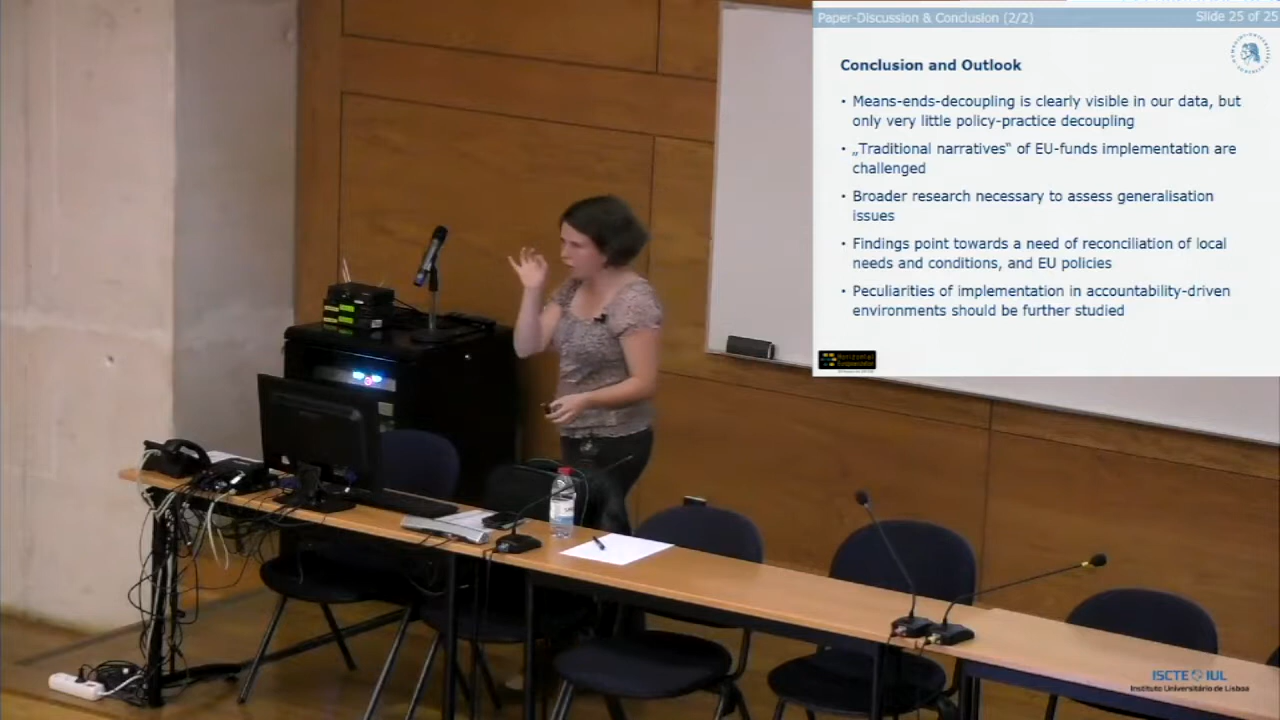 Paper-Discussion & Conclusion (2/2)
Slide 25 of 25
Conclusion and Outlook
• Means-ends-decoupling is clearly visible in our data, but
only very little policy-practice decoupling
• „Traditional narratives“ of EU-funds implementation are
challenged
• Broader research necessary to assess generalisation
issues
• Findings point towards a need of reconciliation of local
needs and conditions, and EU policies
• Peculiarities of implementation in accountability-driven
environments should be further studied
ISCTE IUL
Instituto Universitário de Lisboa